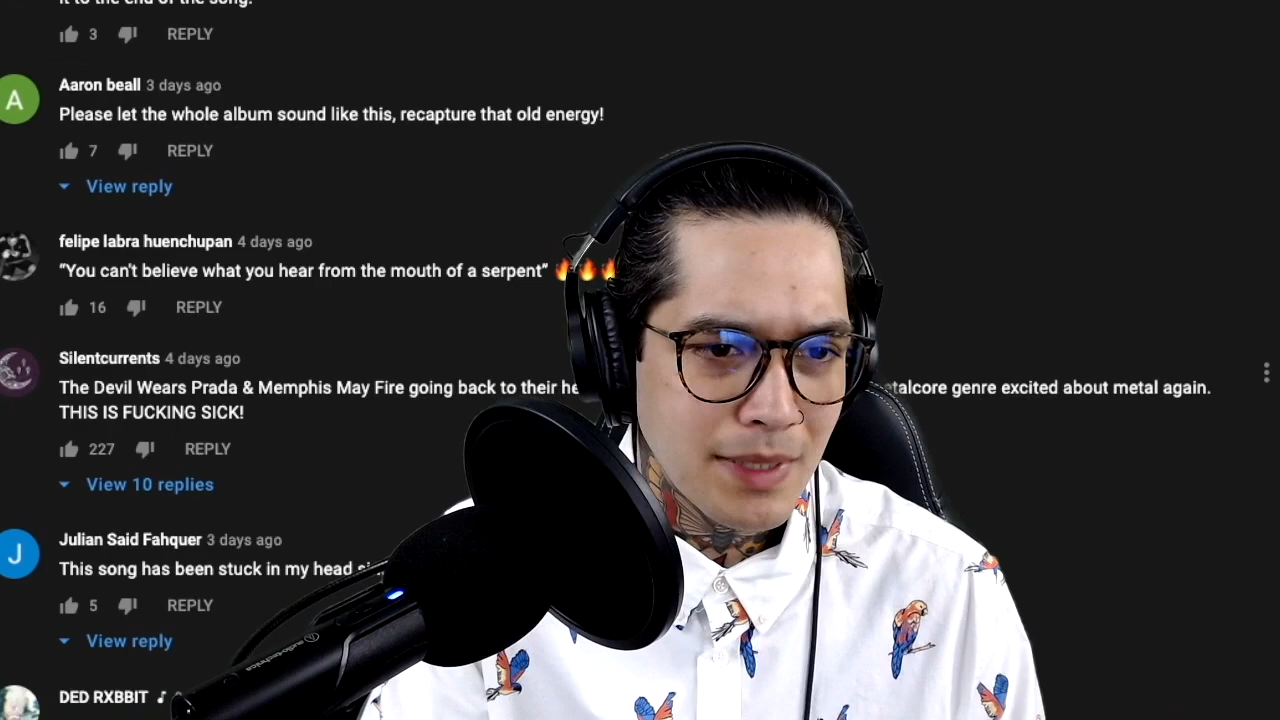 it to the end of the song.
3 REPLY
A
Aaron beall 3 days ago
Please let the whole album sound like this, recapture that old energy!
7 REPLY
View reply
felipe labra huenchupan 4 days ago
“You can't believe what you hear from the mouth of a serpent” 🔥🔥🔥
16 REPLY
Silentcurrents 4 days ago
The Devil Wears Prada & Memphis May Fire going back to their genre excited about metal again.
THIS IS FUCKING SICK!
227 REPLY
View 10 replies
J
Julian Said Fahquer 3 days ago
This song has been stuck in my head
5 REPLY
View reply
audio-technica
DED RXBBIT ♪